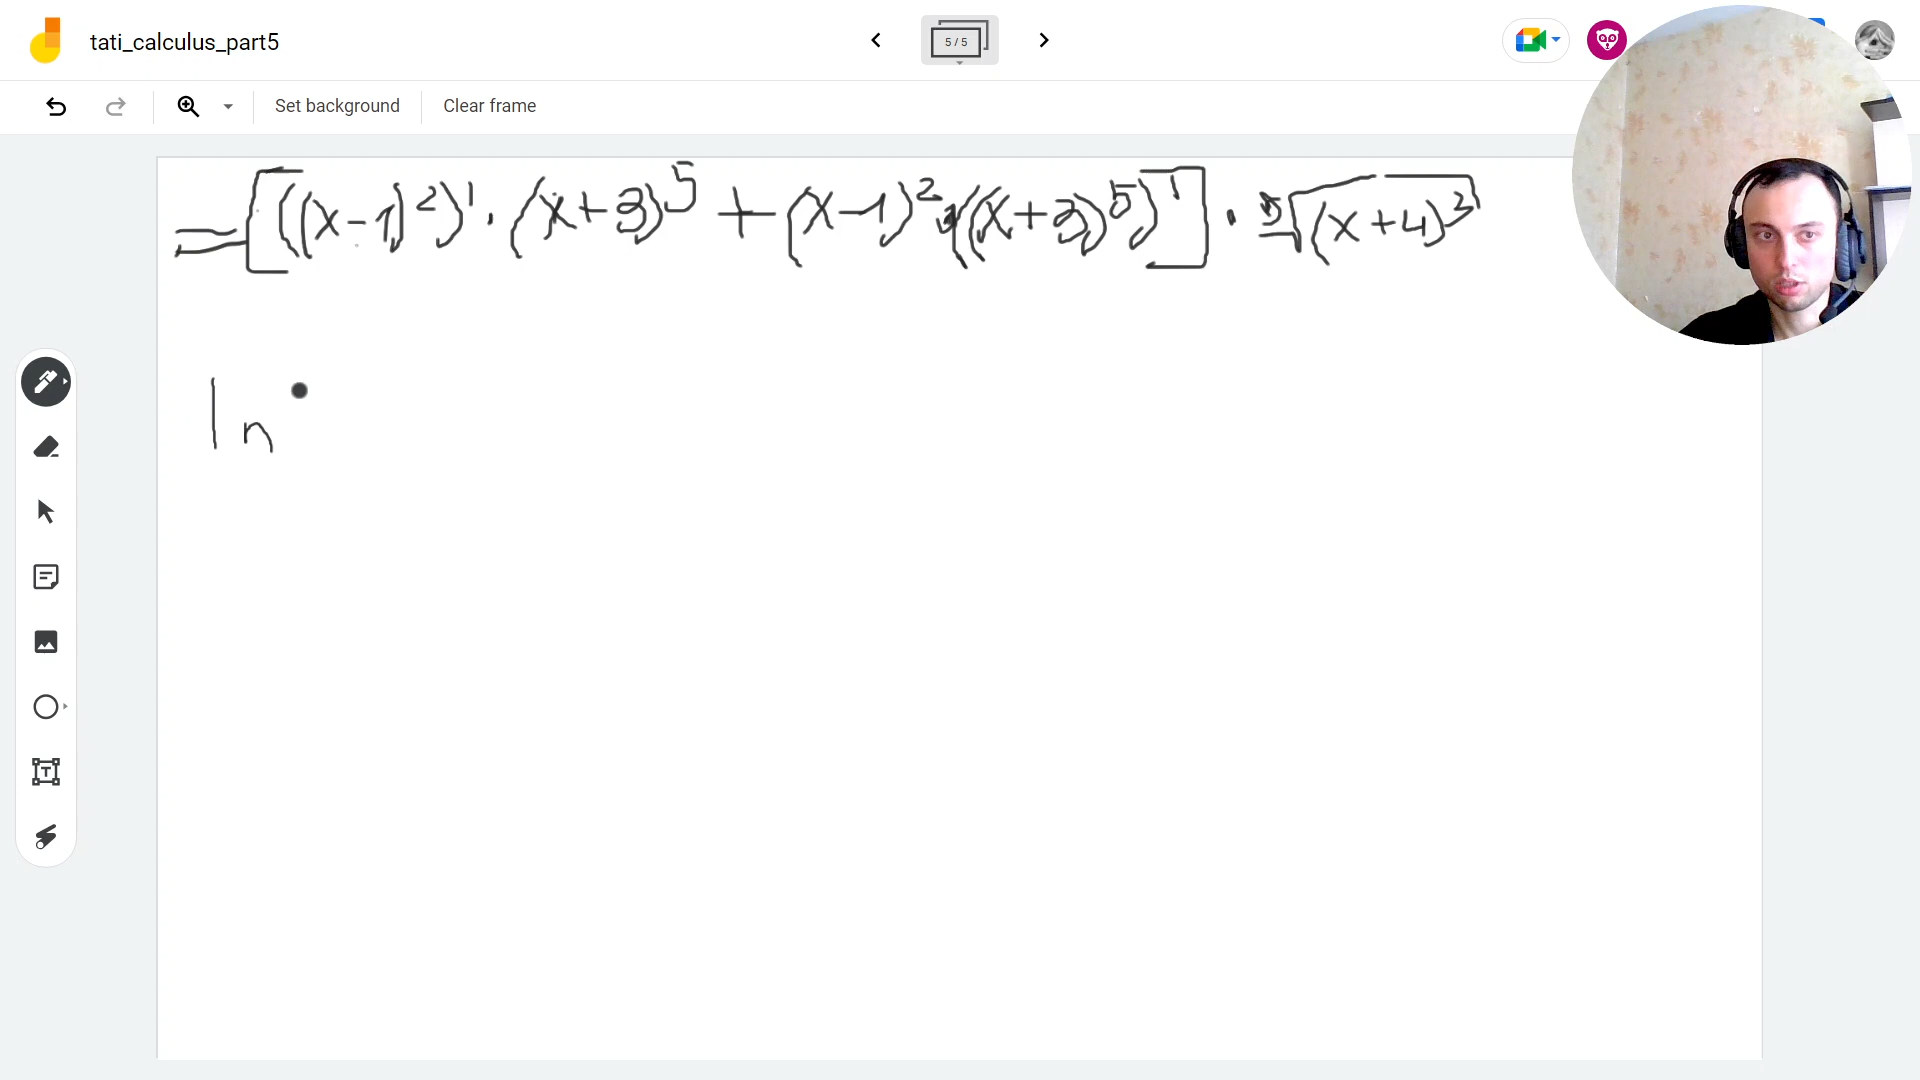 tati_calculus_part5
5 / 5
Set background
Clear frame
=[((x-1)²)'·(x+3)⁵+(x-1)²·((x+3)⁵)']·⁵√(x+4)³
ln